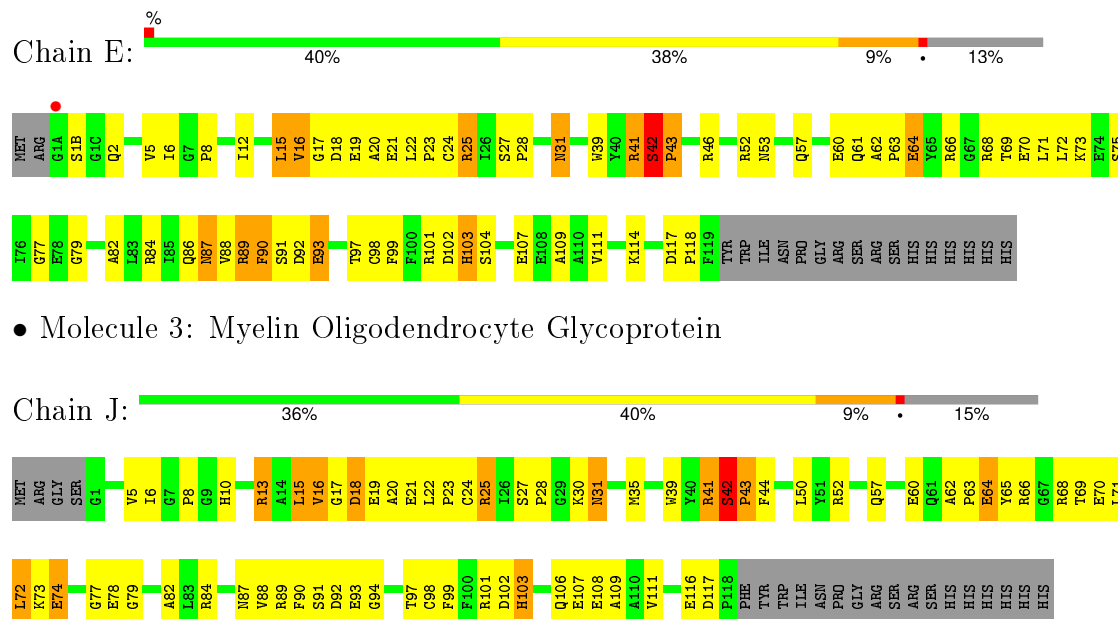 %
Chain E:
40% 38% 9% • 13%
MET ARG G1A S1B G1C Q2 V5 I6 G7 P8 I12 L15 V16 G17 D18 E19 A20 E21 L22 P23 C24 R25 I26 S27 P28 N31 W39 Y40 R41 S42 P43 R46 R52 N53 Q57 E60 Q61 A62 P63 E64 Y65 R66 G67 R68 T69 E70 L71 L72 K73 E74 S75
I76 G77 E78 G79 A82 L83 R84 I85 Q86 N87 V88 R89 F90 S91 D92 E93 T97 C98 F99 F100 R101 D102 H103 S104 E107 E108 A109 A110 V111 K114 D117 P118 F119 TYR TRP ILE ASN PRO GLY ARG SER ARG SER HIS HIS HIS HIS HIS HIS
• Molecule 3: Myelin Oligodendrocyte Glycoprotein
Chain J:
36% 40% 9% • 15%
MET ARG GLY SER G1 V5 I6 G7 P8 G9 H10 R13 A14 L15 V16 G17 D18 E19 A20 E21 L22 P23 C24 R25 I26 S27 P28 G29 K30 N31 M35 W39 Y40 R41 S42 P43 F44 L50 Y51 R52 Q57 E60 Q61 A62 P63 E64 Y65 R66 G67 R68 T69 E70 L71
L72 K73 E74 G77 E78 G79 A82 L83 R84 N87 V88 R89 F90 S91 D92 E93 G94 T97 C98 F99 F100 R101 D102 H103 Q106 E107 E108 A109 A110 V111 E116 D117 P118 PHE TYR TRP ILE ASN PRO GLY ARG SER ARG SER HIS HIS HIS HIS HIS HIS